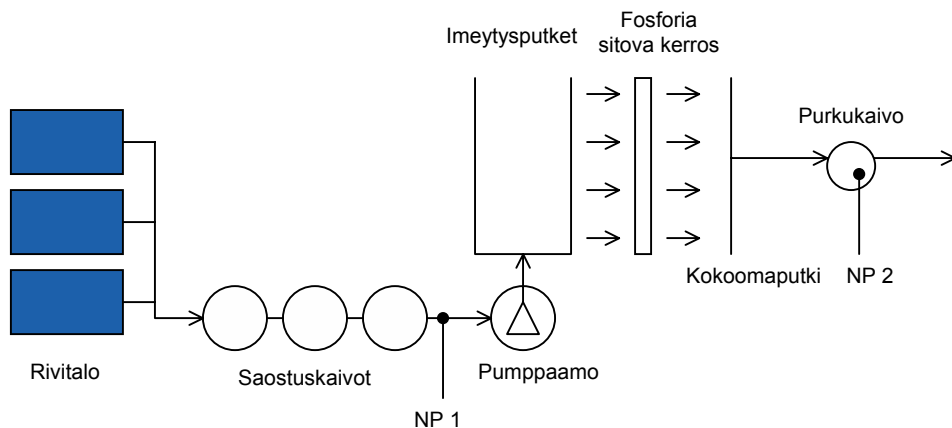 Imeytysputket
Fosforia
sitova kerros
Purkukaivo
Kokoomaputki
NP 2
Rivitalo
Saostuskaivot
Pumppaamo
NP 1